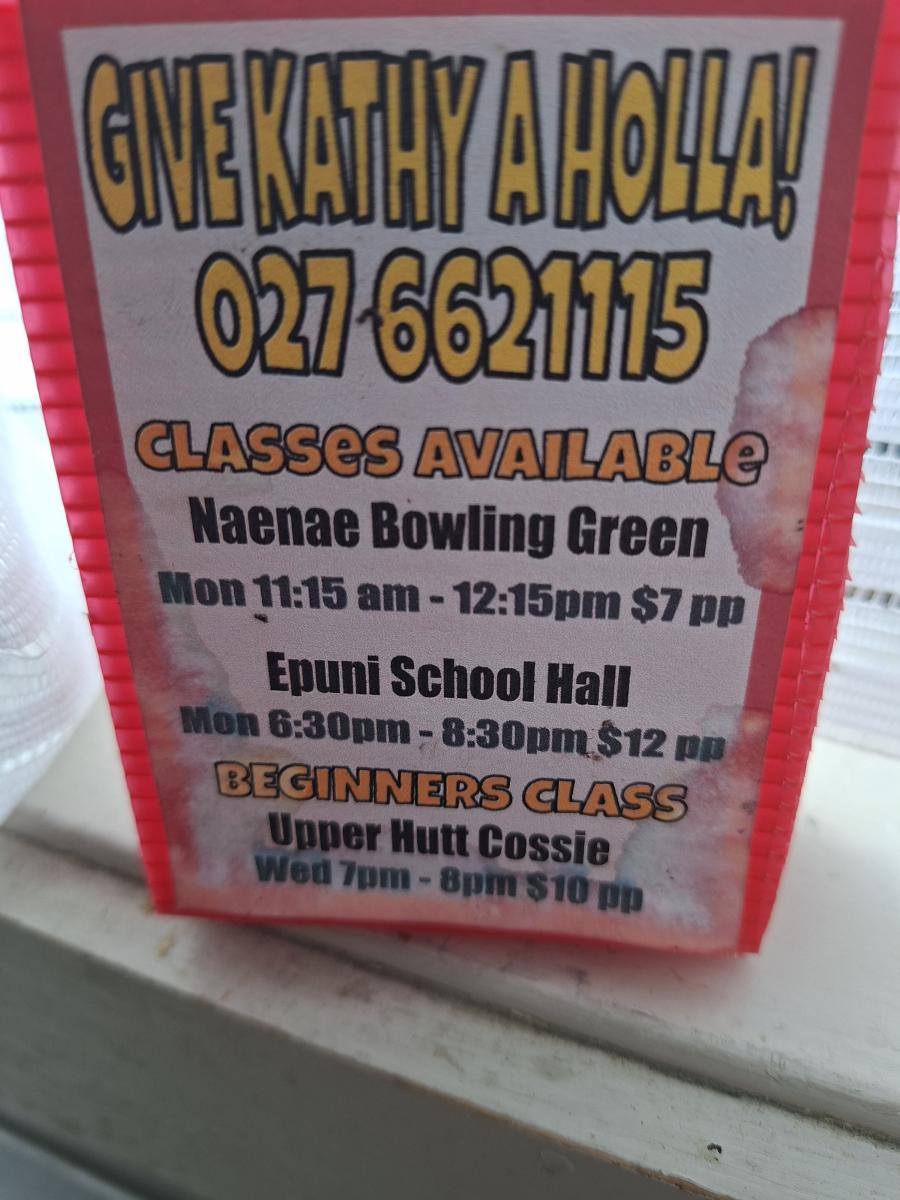 GIVE KATHY A HOLLA!
027 6621115
CLASSES AVAILABLE
Naenae Bowling Green
Mon 11:15 am - 12:15pm $7 pp
Epuni School Hall
Mon 6:30pm - 8:30pm $12 pp
BEGINNERS CLASS
Upper Hutt Cossie
Wed 7pm - 8pm $10 pp